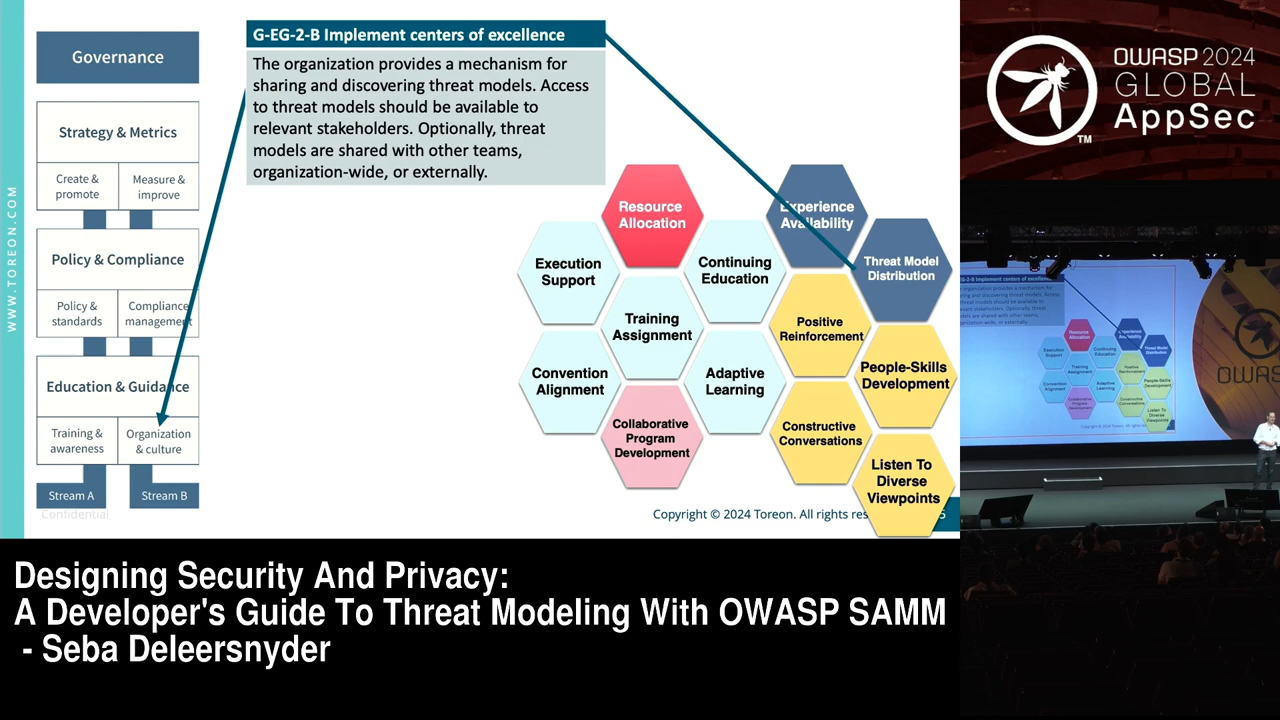 WWW.TOREON.COM
Governance
Strategy & Metrics
Create &
promote
Measure &
improve
Policy & Compliance
Policy &
standards
Compliance
management
Education & Guidance
Training &
awareness
Organization
& culture
Stream A
Stream B
Confidential
G-EG-2-B Implement centers of excellence
The organization provides a mechanism for
sharing and discovering threat models. Access
to threat models should be available to
relevant stakeholders. Optionally, threat
models are shared with other teams,
organization-wide, or externally.
Resource
Allocation
Experience
Availability
Execution
Support
Continuing
Education
Threat Model
Distribution
Training
Assignment
Positive
Reinforcement
Convention
Alignment
Adaptive
Learning
People-Skills
Development
Collaborative
Program
Development
Constructive
Conversations
Listen To
Diverse
Viewpoints
Copyright © 2024 Toreon. All rights res
OWASP 2024
GLOBAL
AppSec
TM
Designing Security And Privacy:
A Developer's Guide To Threat Modeling With OWASP SAMM
- Seba Deleersnyder